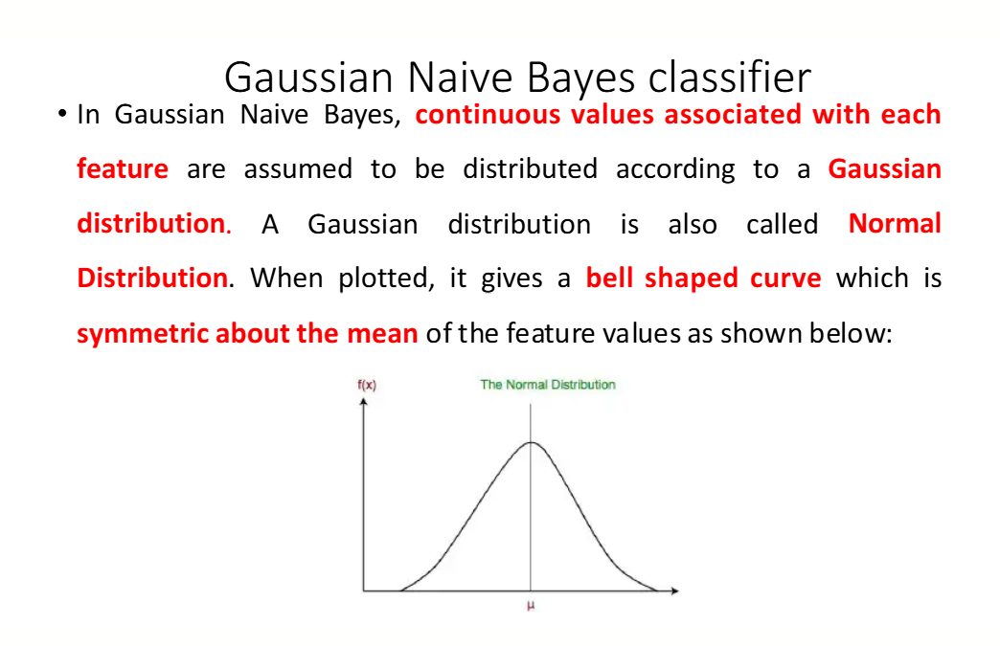 Gaussian Naive Bayes classifier
• In Gaussian Naive Bayes, continuous values associated with each
feature are assumed to be distributed according to a Gaussian
distribution. A Gaussian distribution is also called Normal
Distribution. When plotted, it gives a bell shaped curve which is
symmetric about the mean of the feature values as shown below:
f(x)
The Normal Distribution
μ